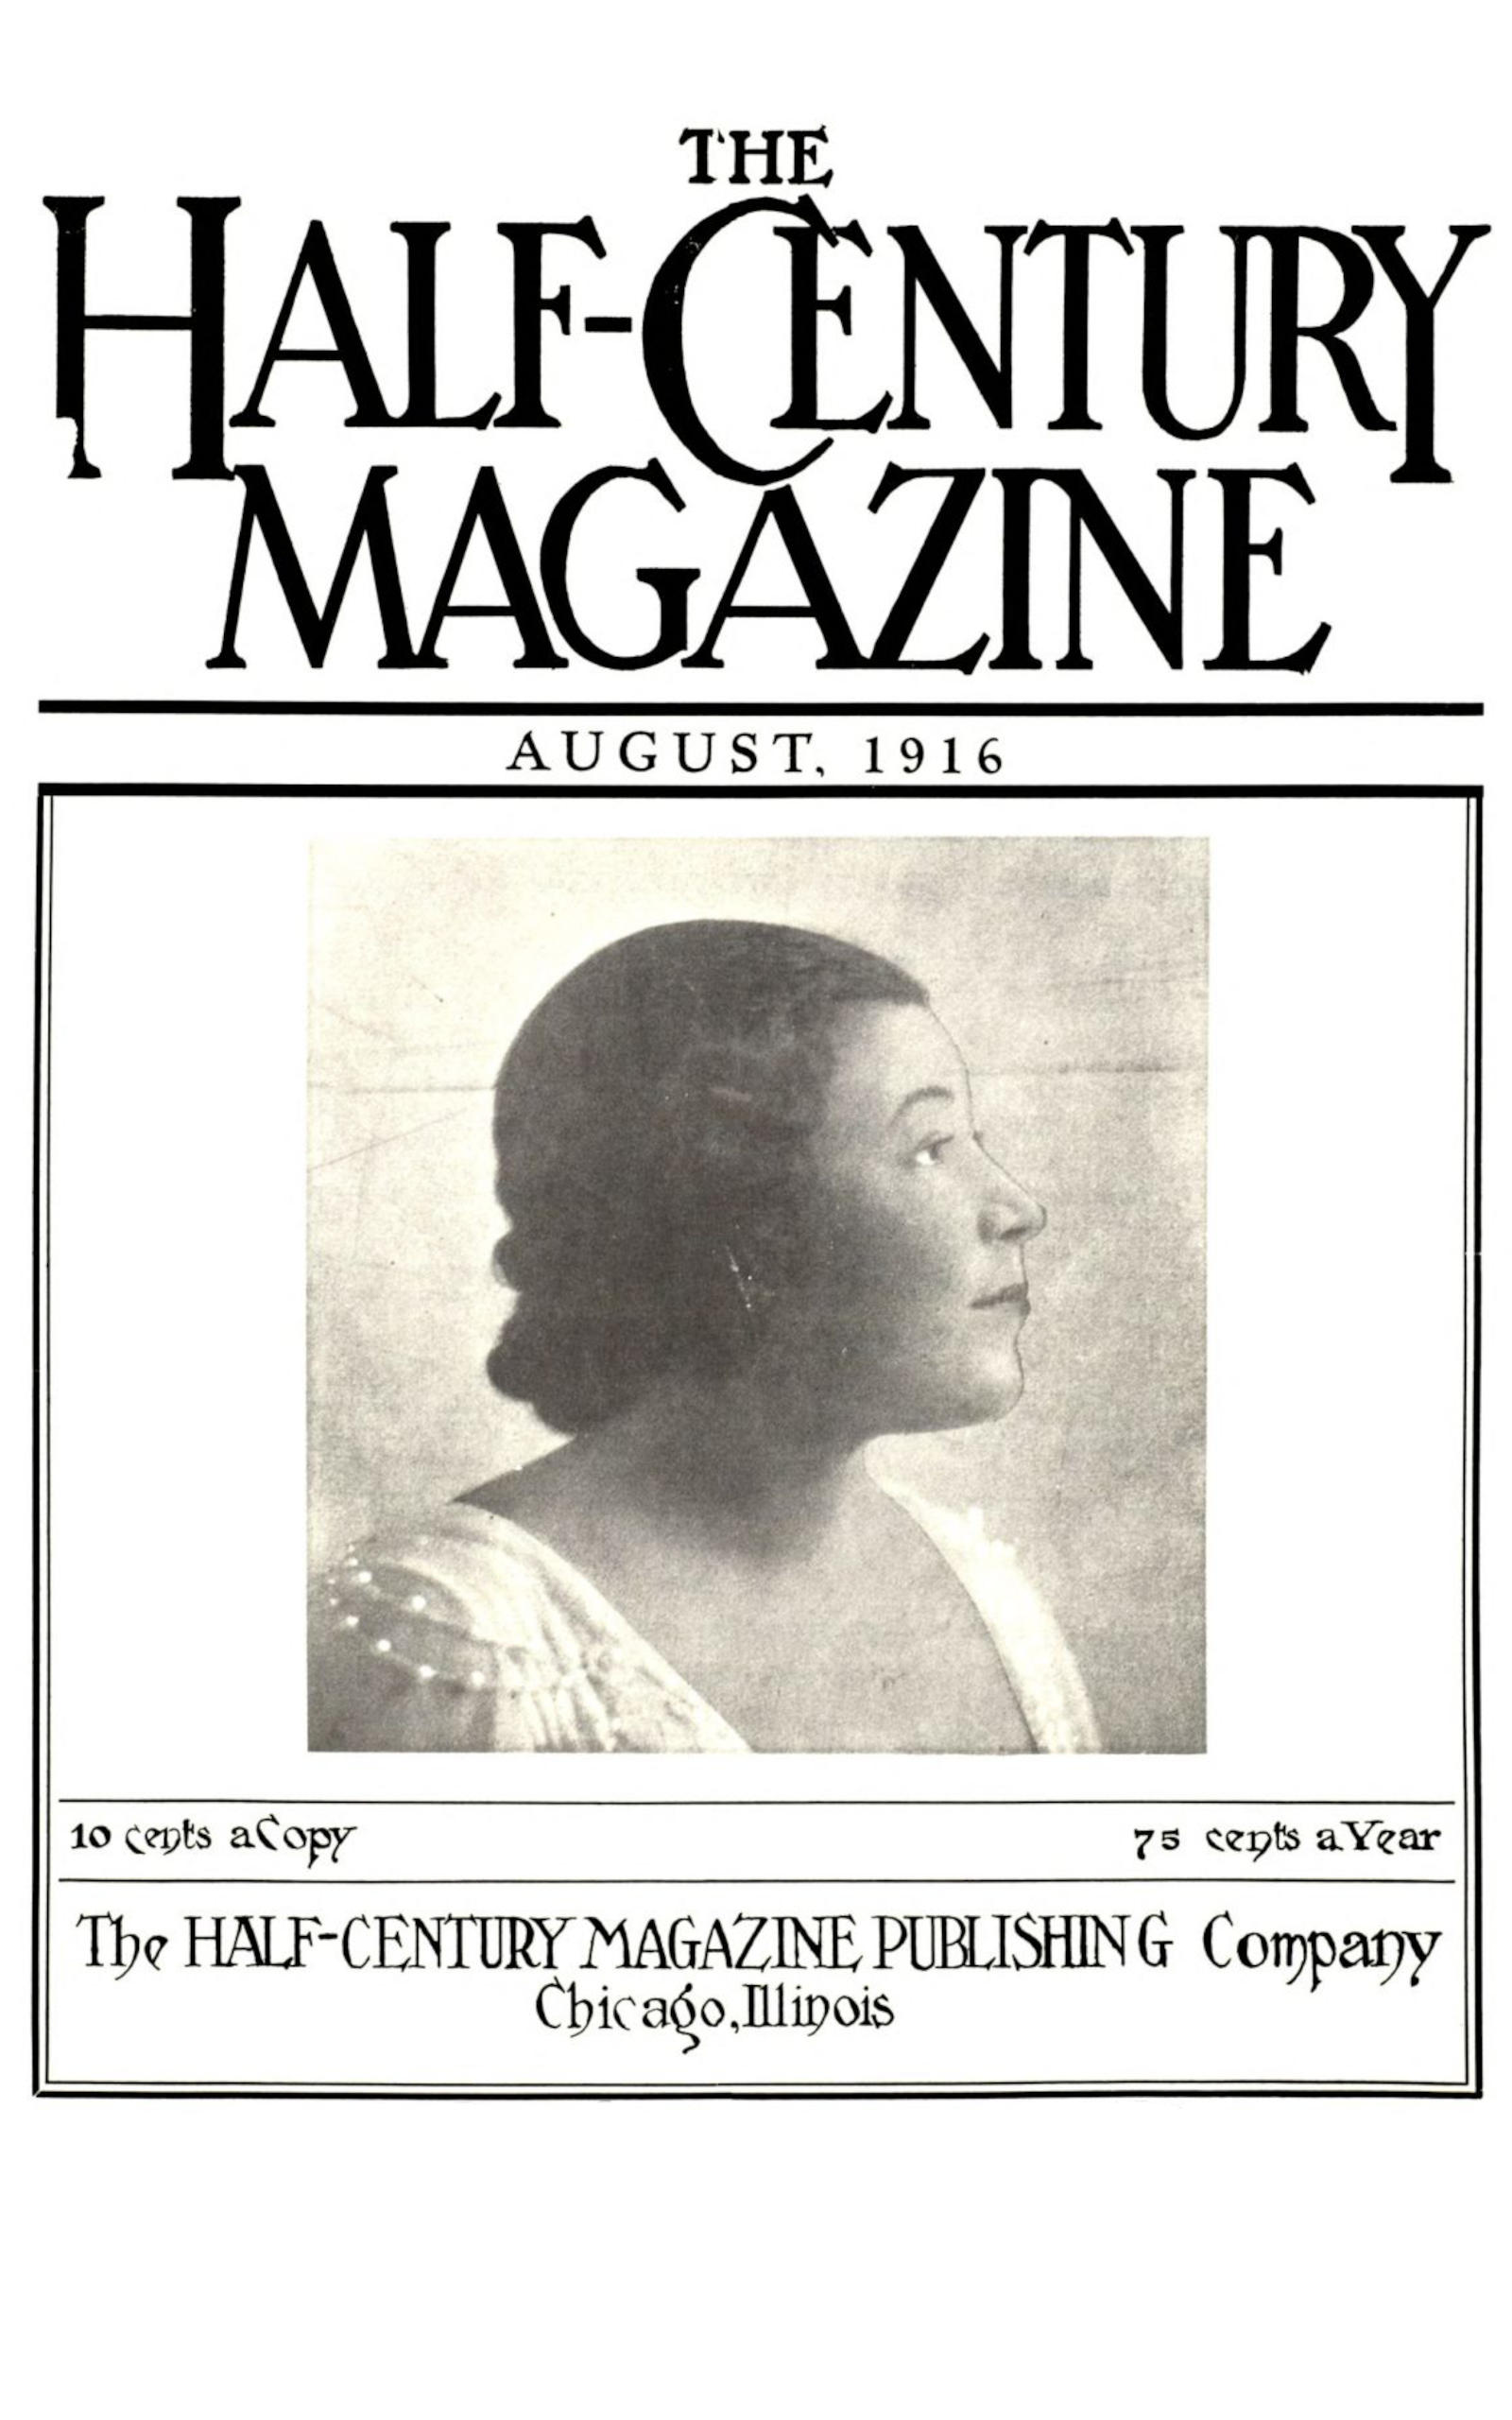 THE
HALF-CENTURY
MAGAZINE
AUGUST, 1916
10 cents a Copy
75 cents a Year
The HALF-CENTURY MAGAZINE PUBLISHING Company
Chicago, Illinois